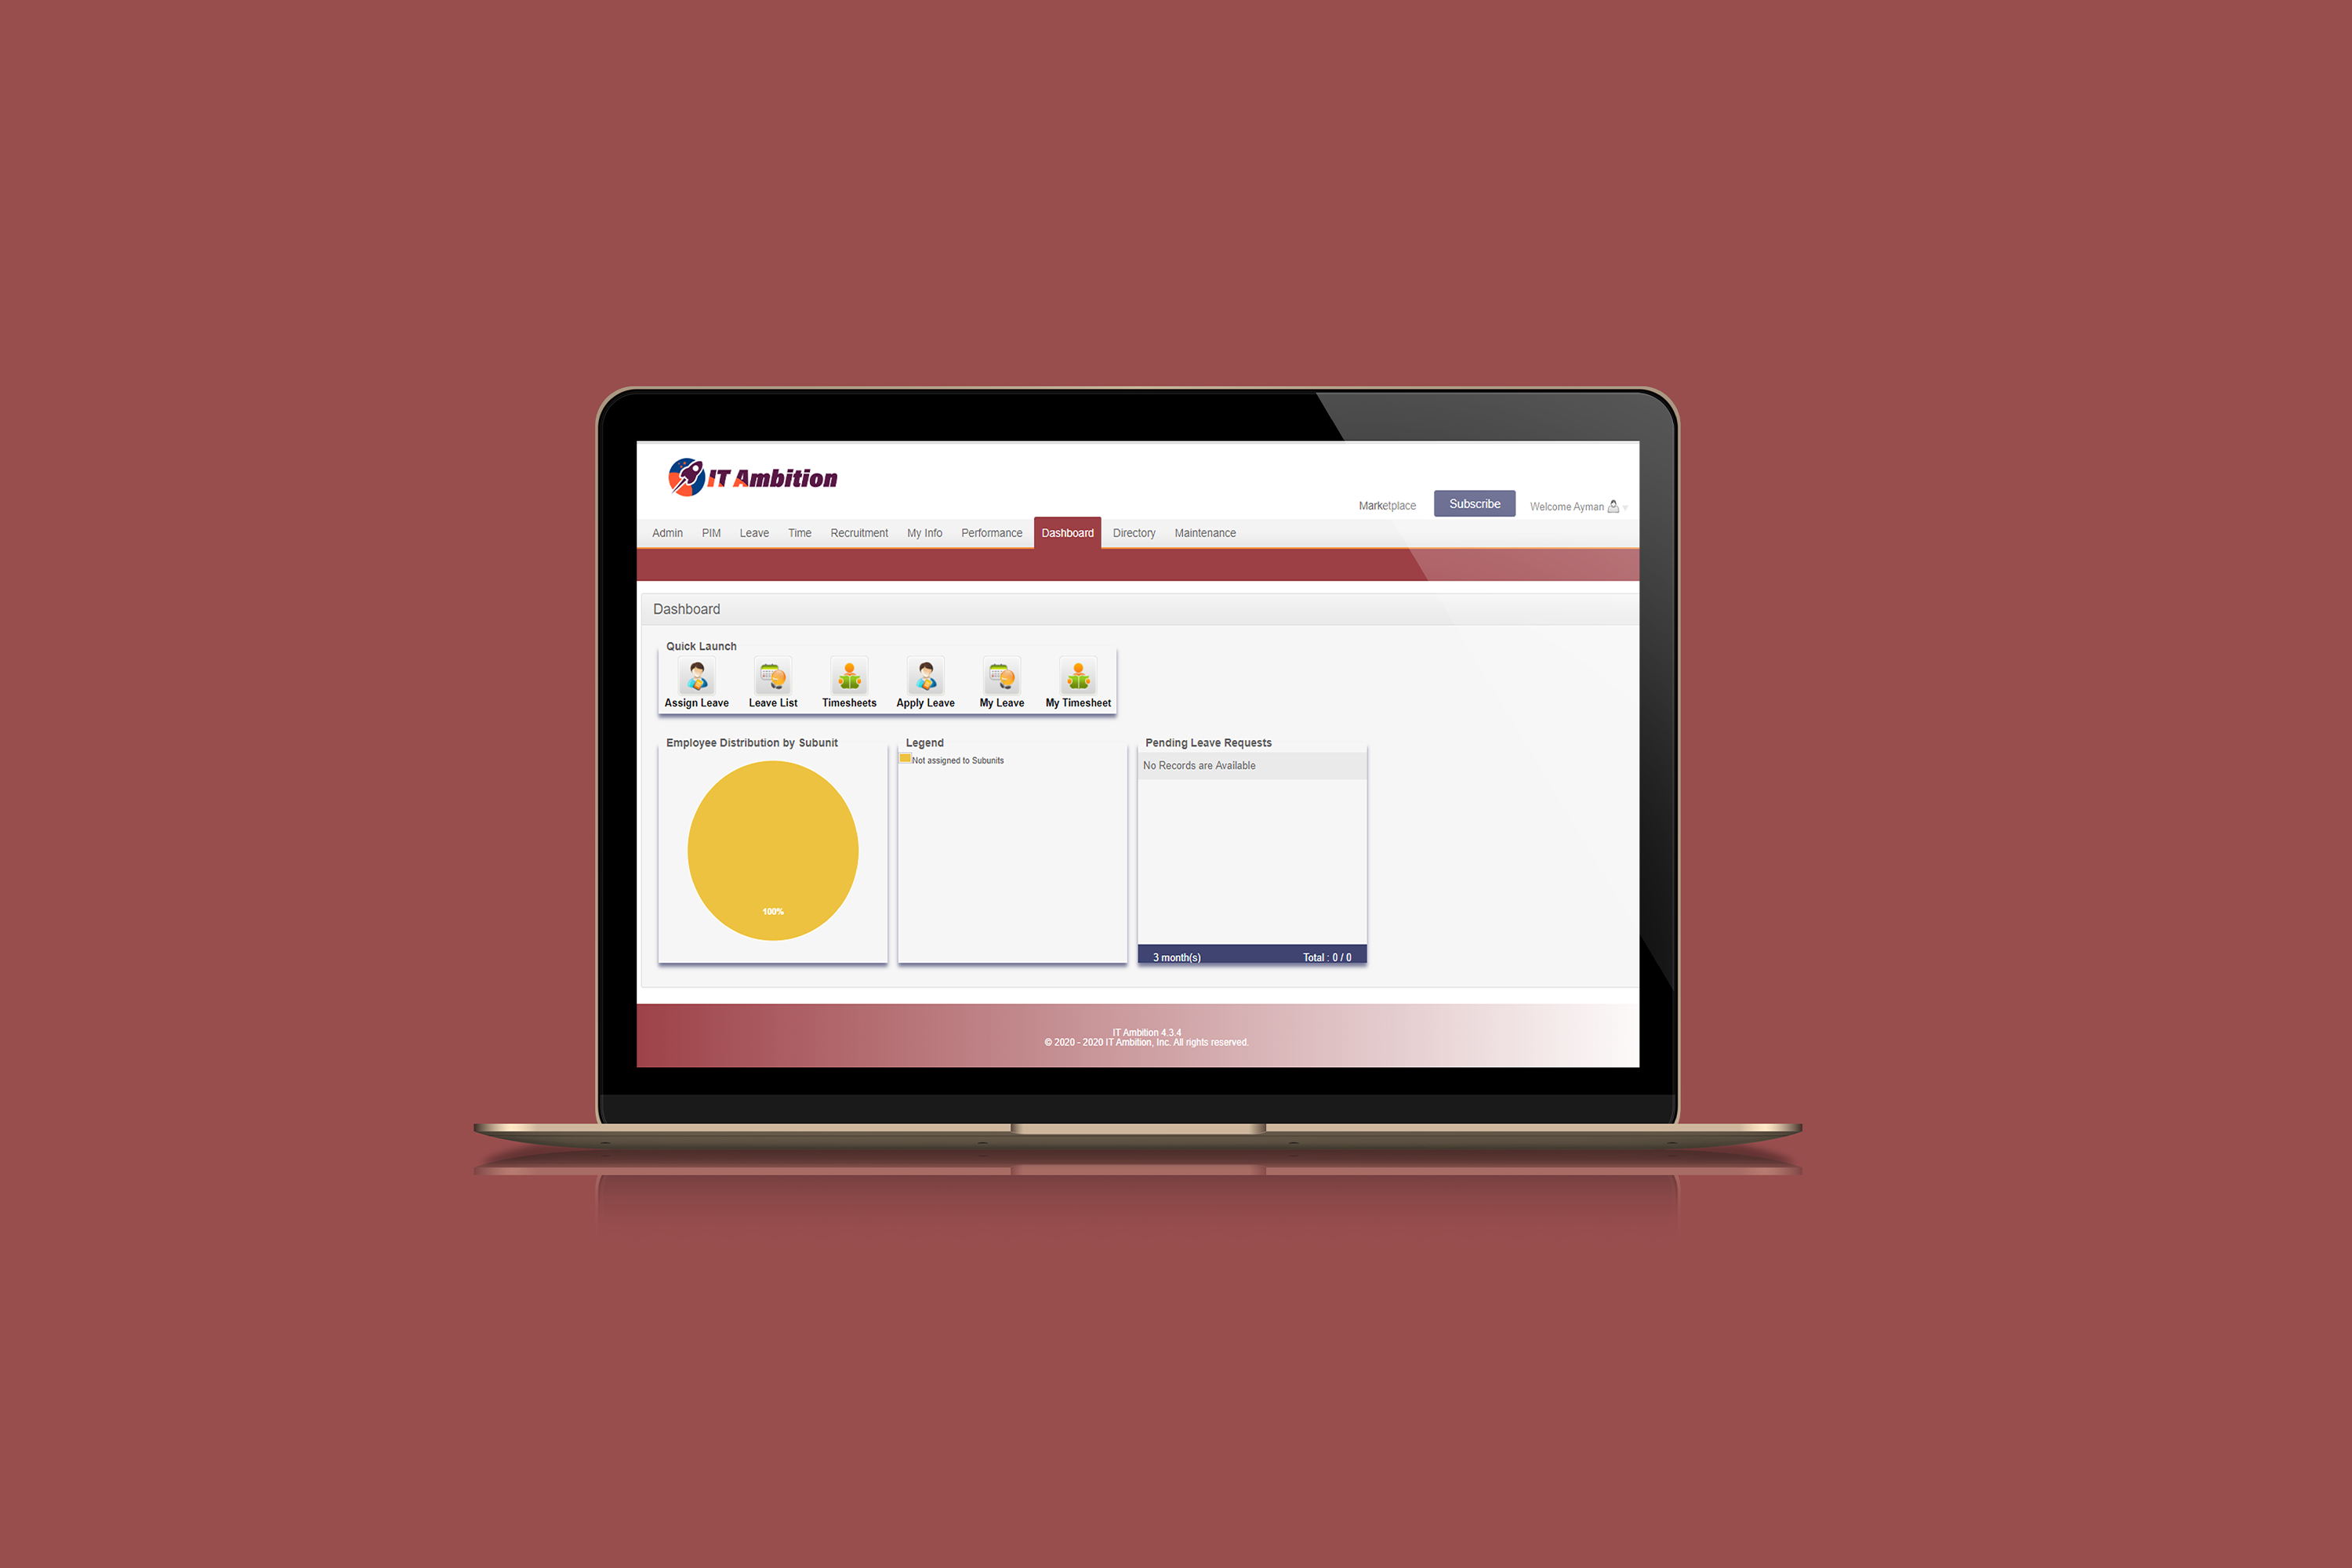 IT Ambition
Marketplace
Subscribe
Welcome Ayman
Admin PIM Leave Time Recruitment My Info Performance Dashboard Directory Maintenance
Dashboard
Quick Launch
Assign Leave Leave List Timesheets Apply Leave My Leave My Timesheet
Employee Distribution by Subunit
100%
Legend
Not assigned to Subunits
Pending Leave Requests
No Records are Available
3 month(s) Total : 0 / 0
IT Ambition 4.3.4
© 2020 - 2020 IT Ambition, Inc. All rights reserved.